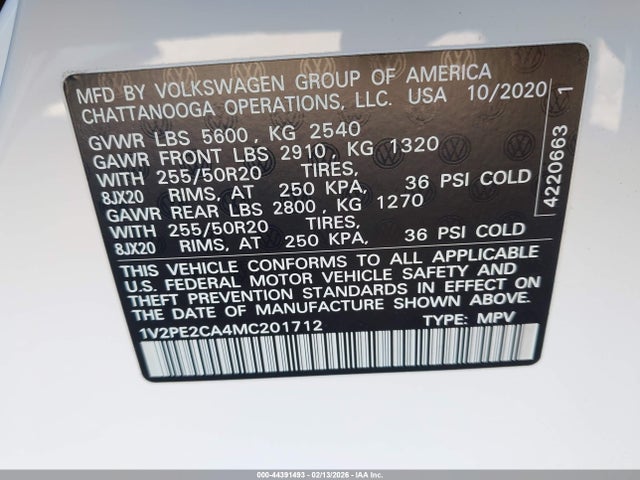 MFD BY VOLKSWAGEN GROUP OF AMERICA
CHATTANOOGA OPERATIONS, LLC. USA 10/2020
GVWR LBS 5600 , KG 2540
GAWR FRONT LBS 2910 , KG 1320
WITH 255/50R20 TIRES,
8JX20 RIMS, AT 250 KPA, 36 PSI COLD
GAWR REAR LBS 2800 , KG 1270
WITH 255/50R20 TIRES,
8JX20 RIMS, AT 250 KPA, 36 PSI COLD
THIS VEHICLE CONFORMS TO ALL APPLICABLE
U.S. FEDERAL MOTOR VEHICLE SAFETY AND
THEFT PREVENTION STANDARDS IN EFFECT ON
THE DATE OF MANUFACTURE SHOWN ABOVE.
1V2PE2CA4MC201712 TYPE: MPV
4220663 1
000-44391493 - 02/13/2026 - IAAI Inc.